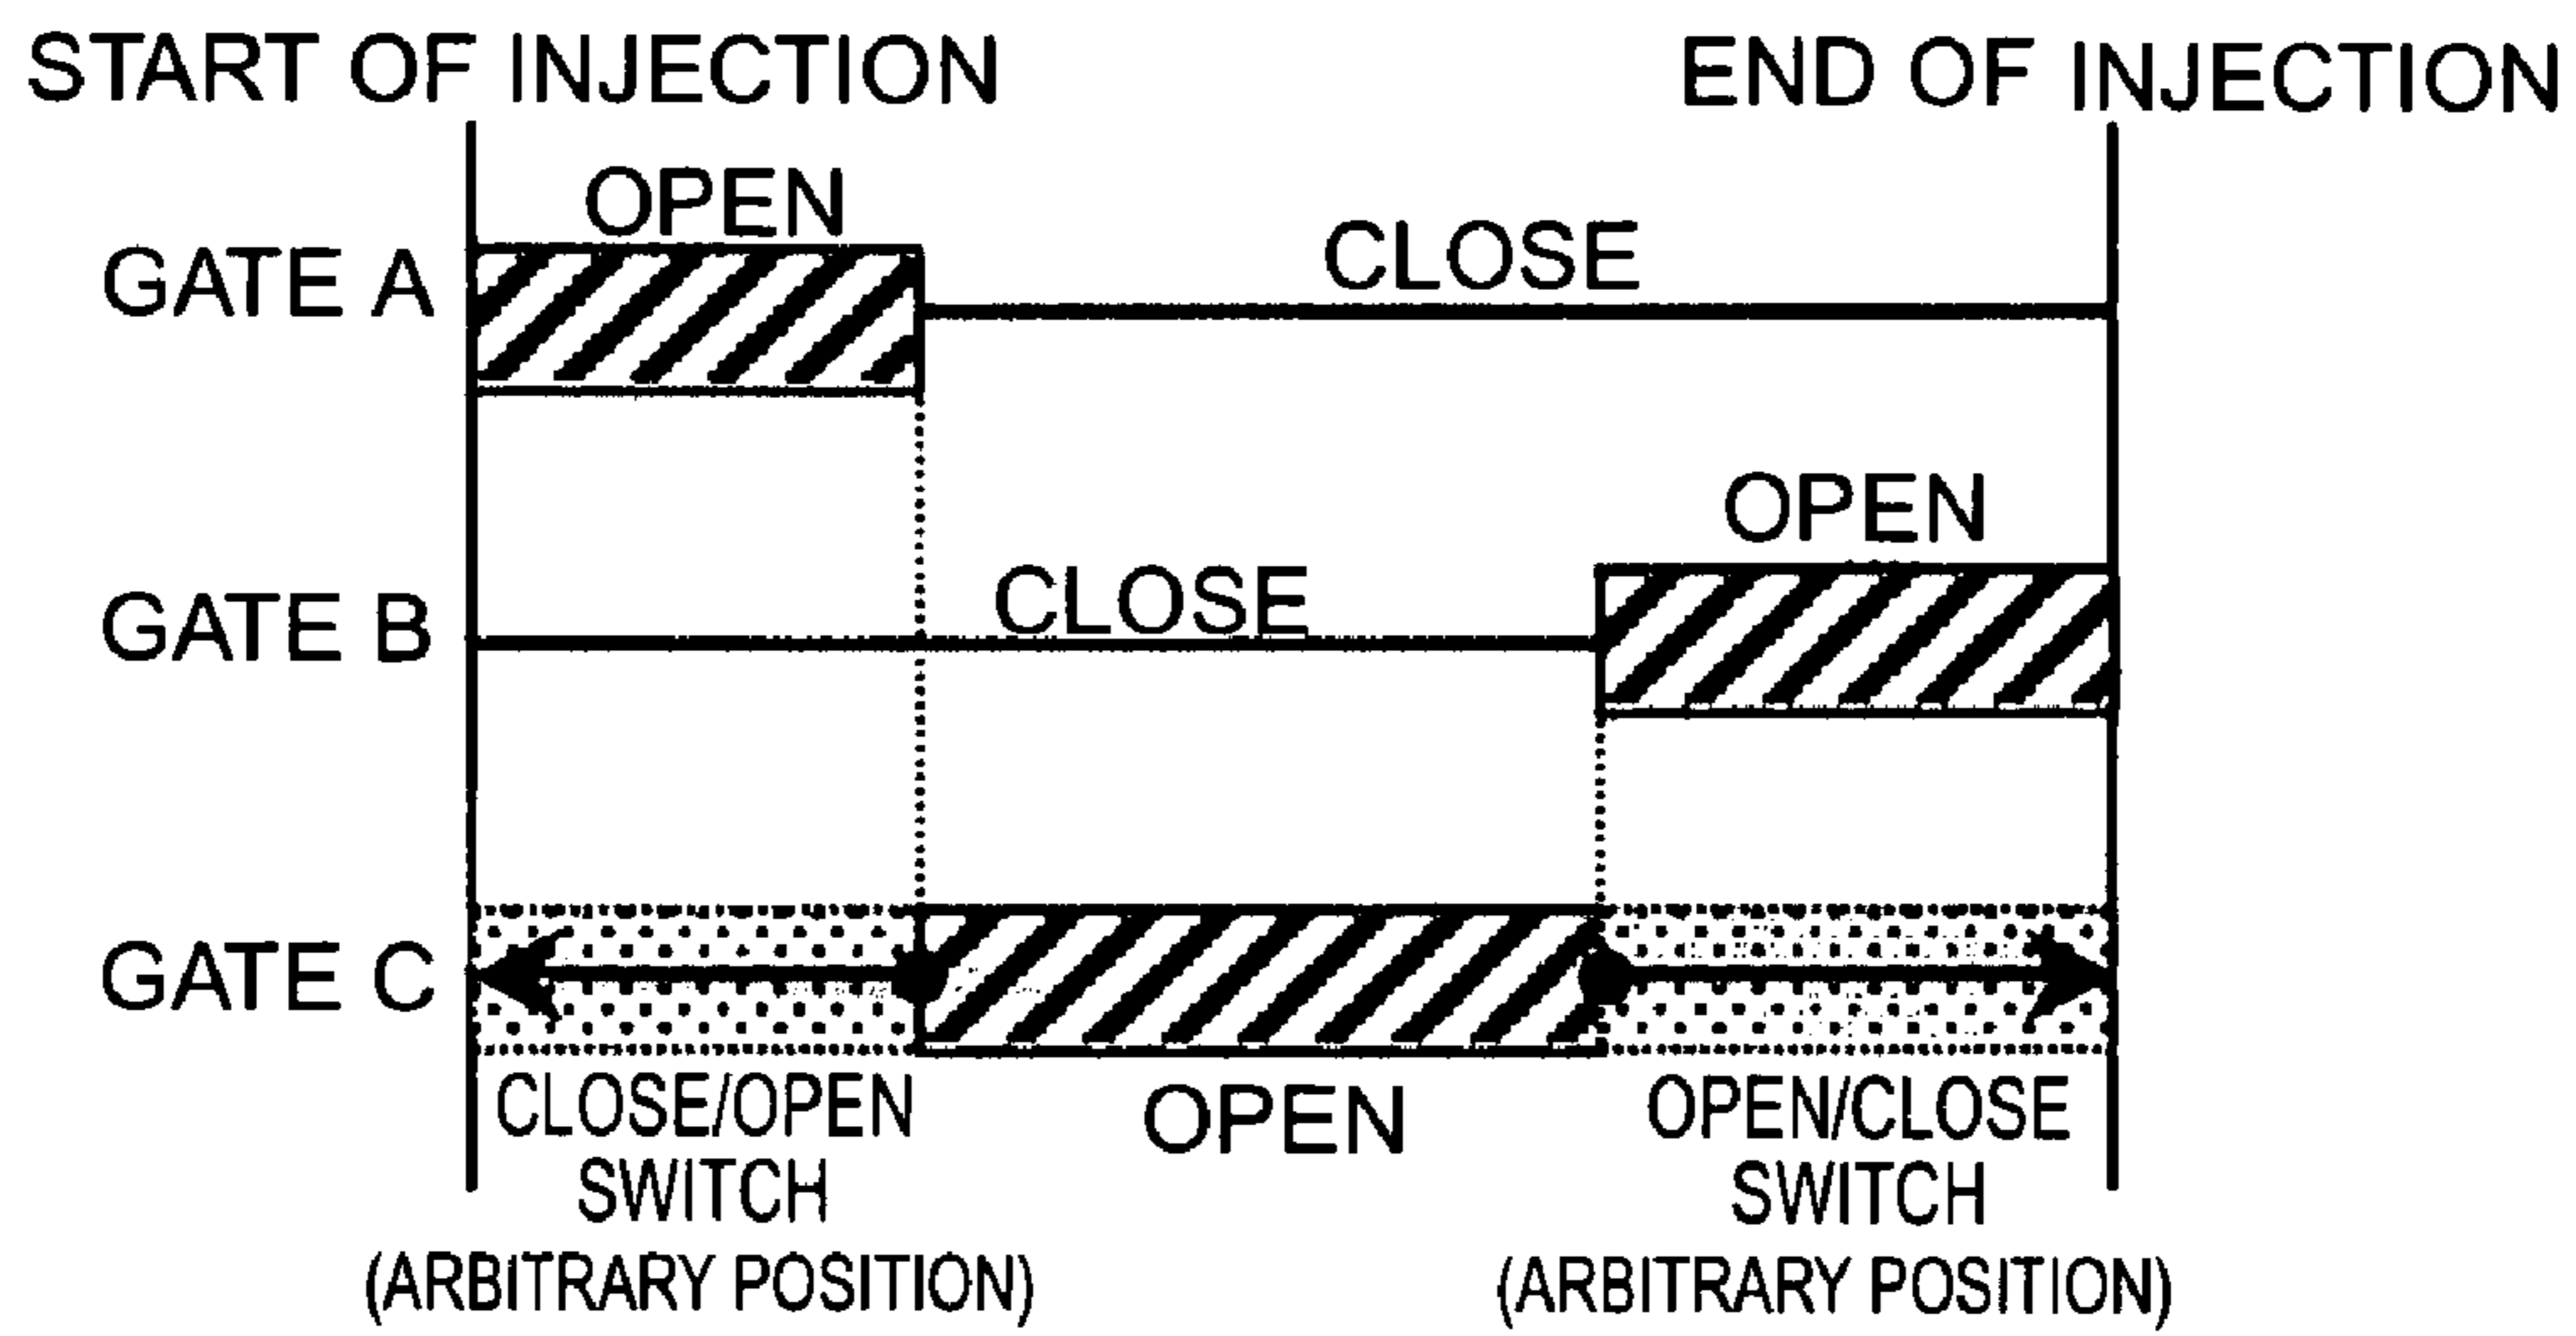 START OF INJECTION
END OF INJECTION
OPEN
GATE A
CLOSE
OPEN
GATE B
CLOSE
GATE C
CLOSE/OPEN
SWITCH
(ARBITRARY POSITION)
OPEN
OPEN/CLOSE
SWITCH
(ARBITRARY POSITION)